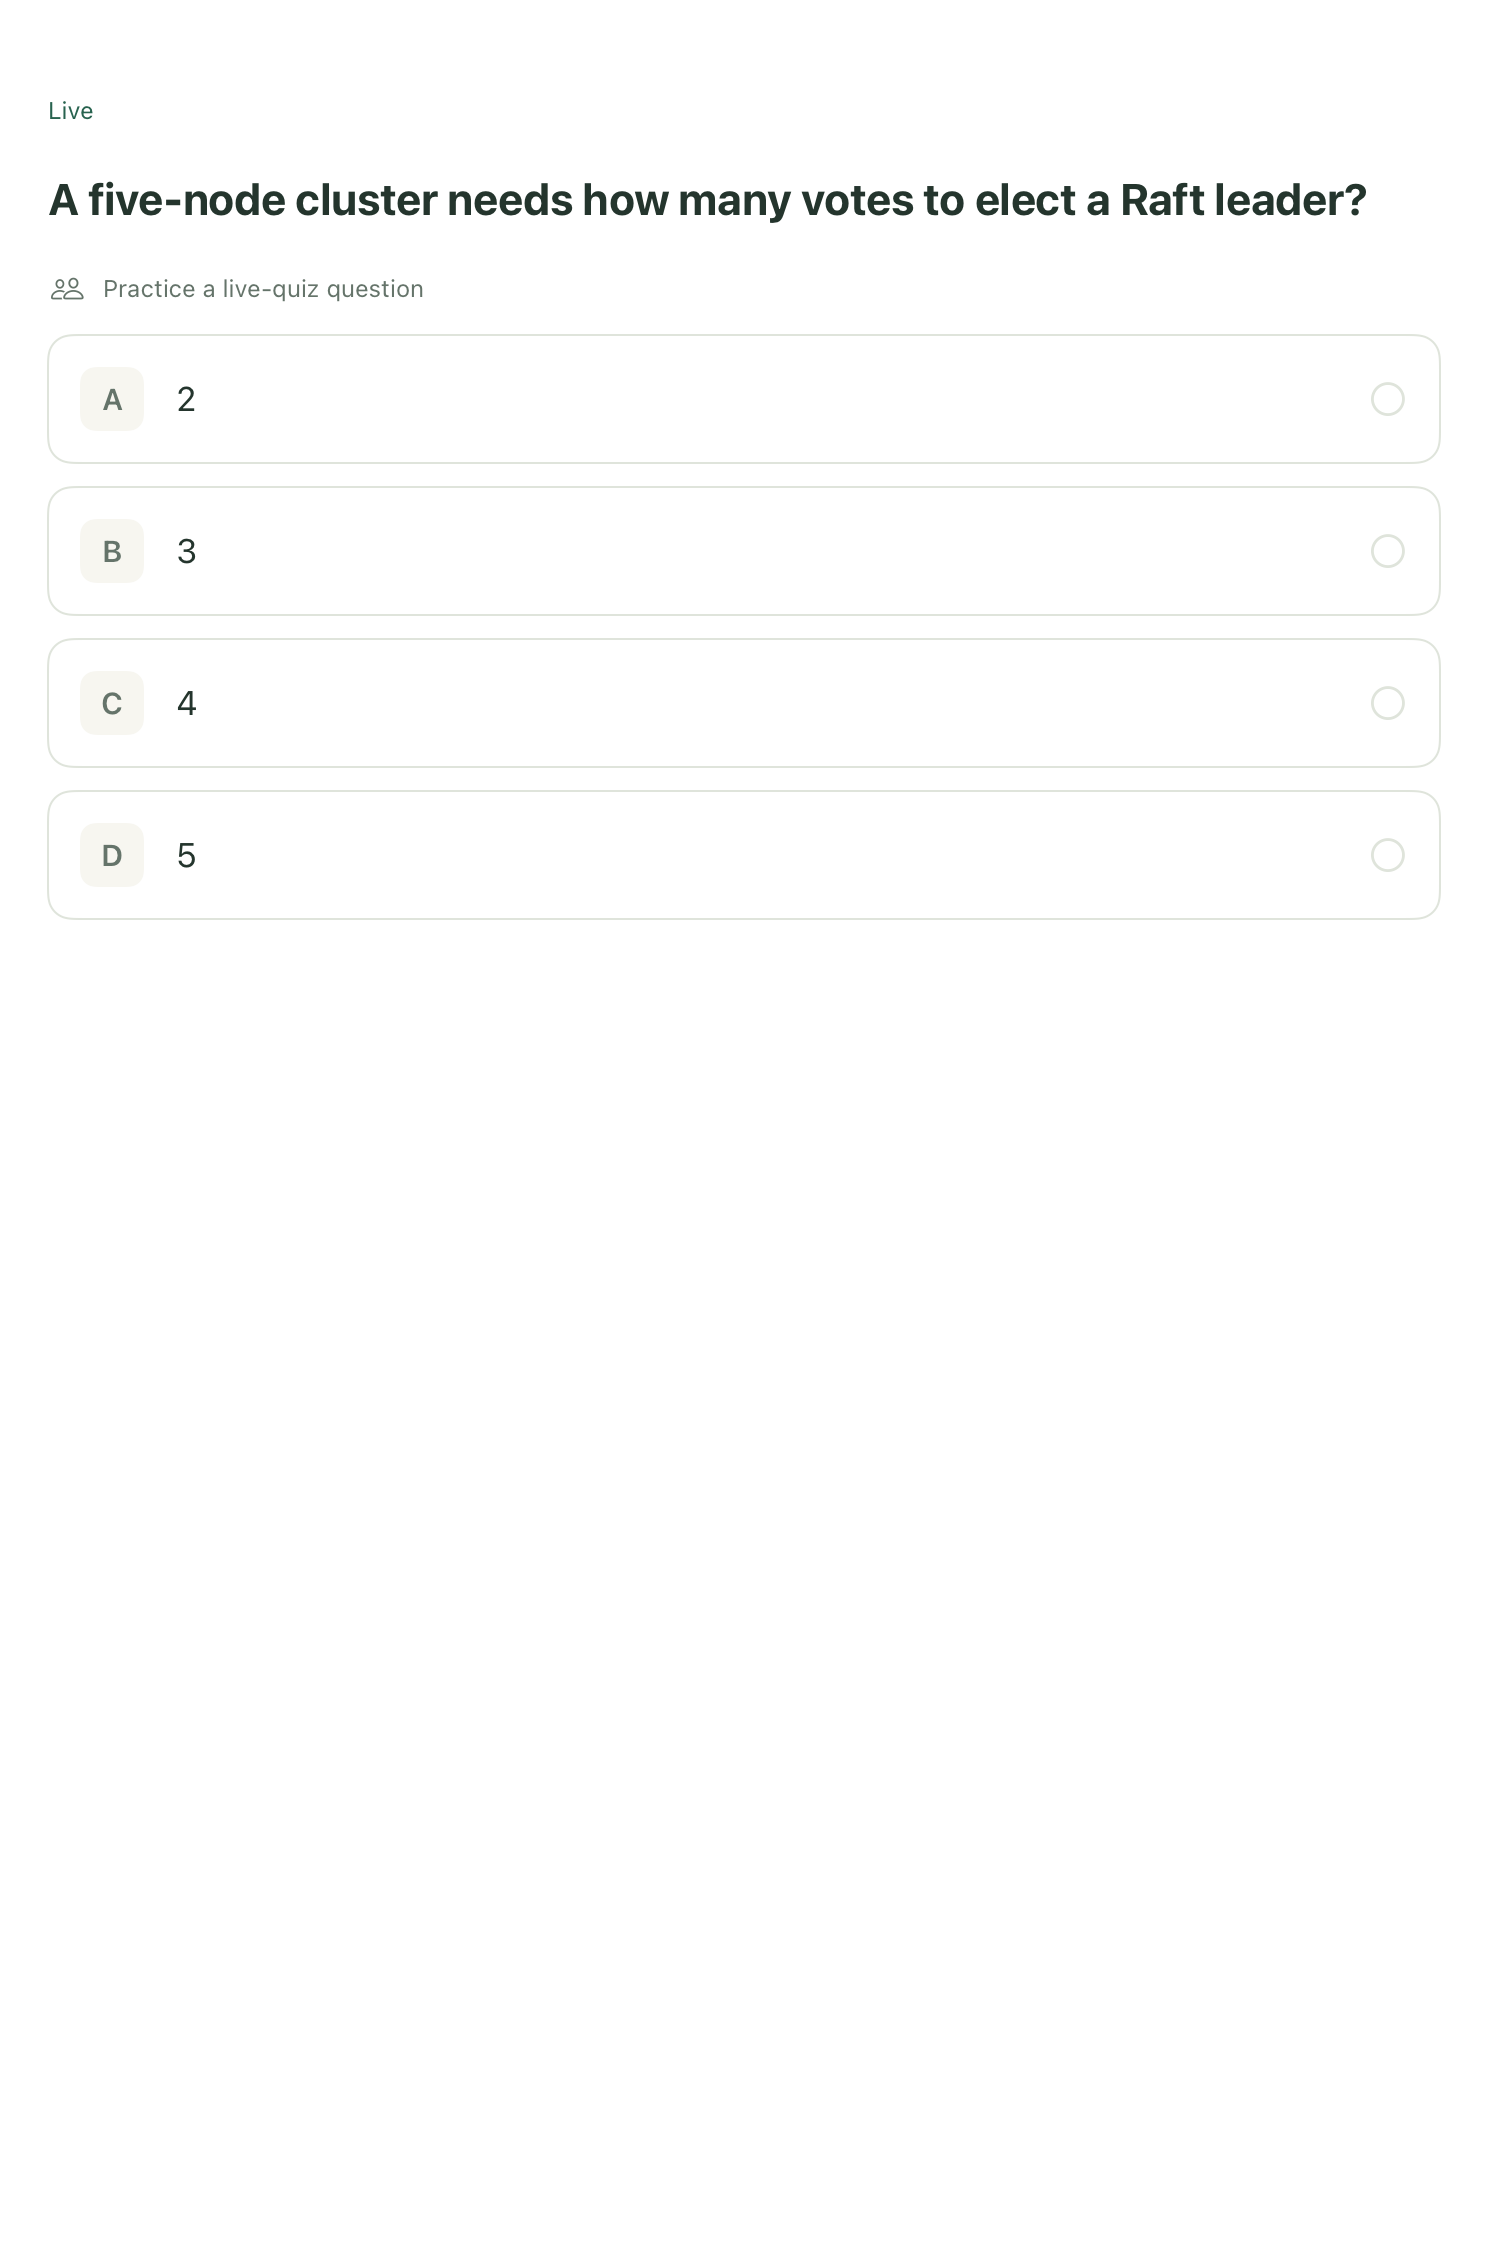 Live
A five-node cluster needs how many votes to elect a Raft leader?
Practice a live-quiz question
A 2
B 3
C 4
D 5